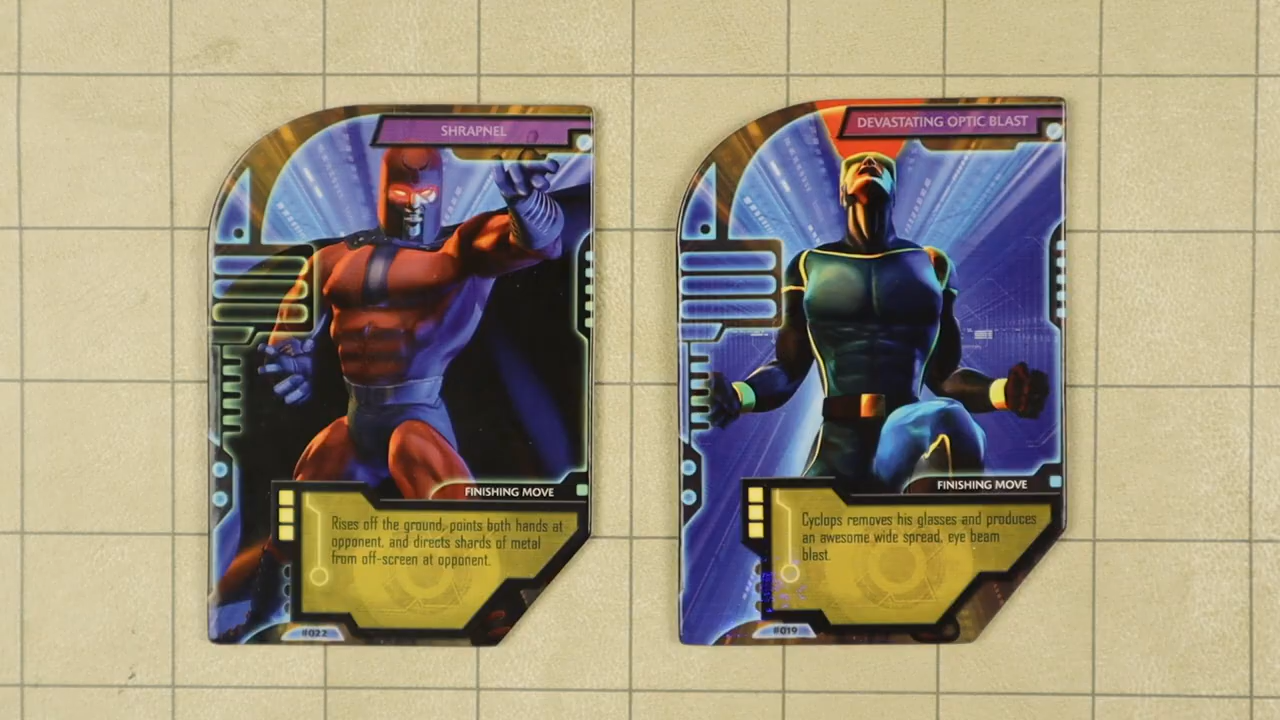 SHRAPNEL
FINISHING MOVE
Rises off the ground, points both hands at
opponent, and directs shards of metal
from off-screen at opponent.
#022
DEVASTATING OPTIC BLAST
FINISHING MOVE
Cyclops removes his glasses and produces
an awesome wide spread, eye beam
blast.
#019